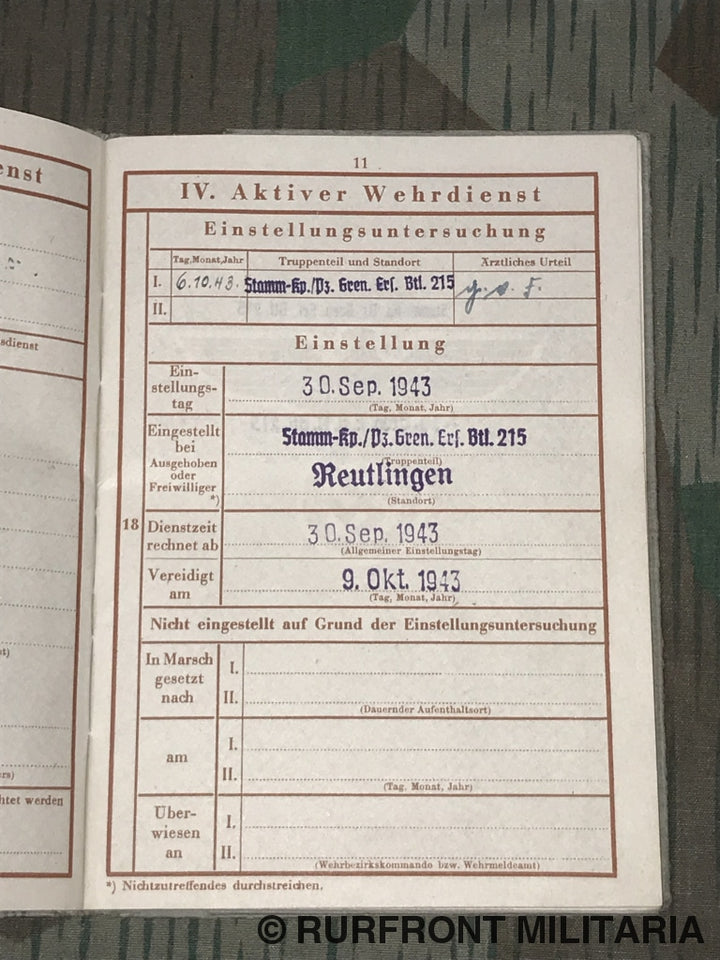 enst
sdienst
t)
ers)
htet werden
11
IV. Aktiver Wehrdienst
Einstellungsuntersuchung
Tag, Monat, Jahr Truppenteil und Standort Ärztliches Urteil
I. 6.10.43. Stamm-Kp./Pz. Gren. Ers. Btl. 215 g. v. F.
II.
Einstellung
Ein-
stellungs-
tag
30. Sep. 1943
(Tag, Monat, Jahr)
Eingestellt
bei
Ausgehoben
oder
Freiwilliger
*)
Stamm-Kp./Pz. Gren. Ers. Btl. 215
(Truppenteil)
Reutlingen
(Standort)
18 Dienstzeit
rechnet ab
30. Sep. 1943
(Allgemeiner Einstellungstag)
Vereidigt
am
9. Okt. 1943
(Tag, Monat, Jahr)
Nicht eingestellt auf Grund der Einstellungsuntersuchung
In Marsch
gesetzt
nach
I.
II.
(Dauernder Aufenthaltsort)
am
I.
II.
(Tag, Monat, Jahr)
Über-
wiesen
an
I.
II.
(Wehrbezirkskommando bzw. Wehrmeldeamt)
*) Nichtzutreffendes durchstreichen.
© RURFRONT MILITARIA